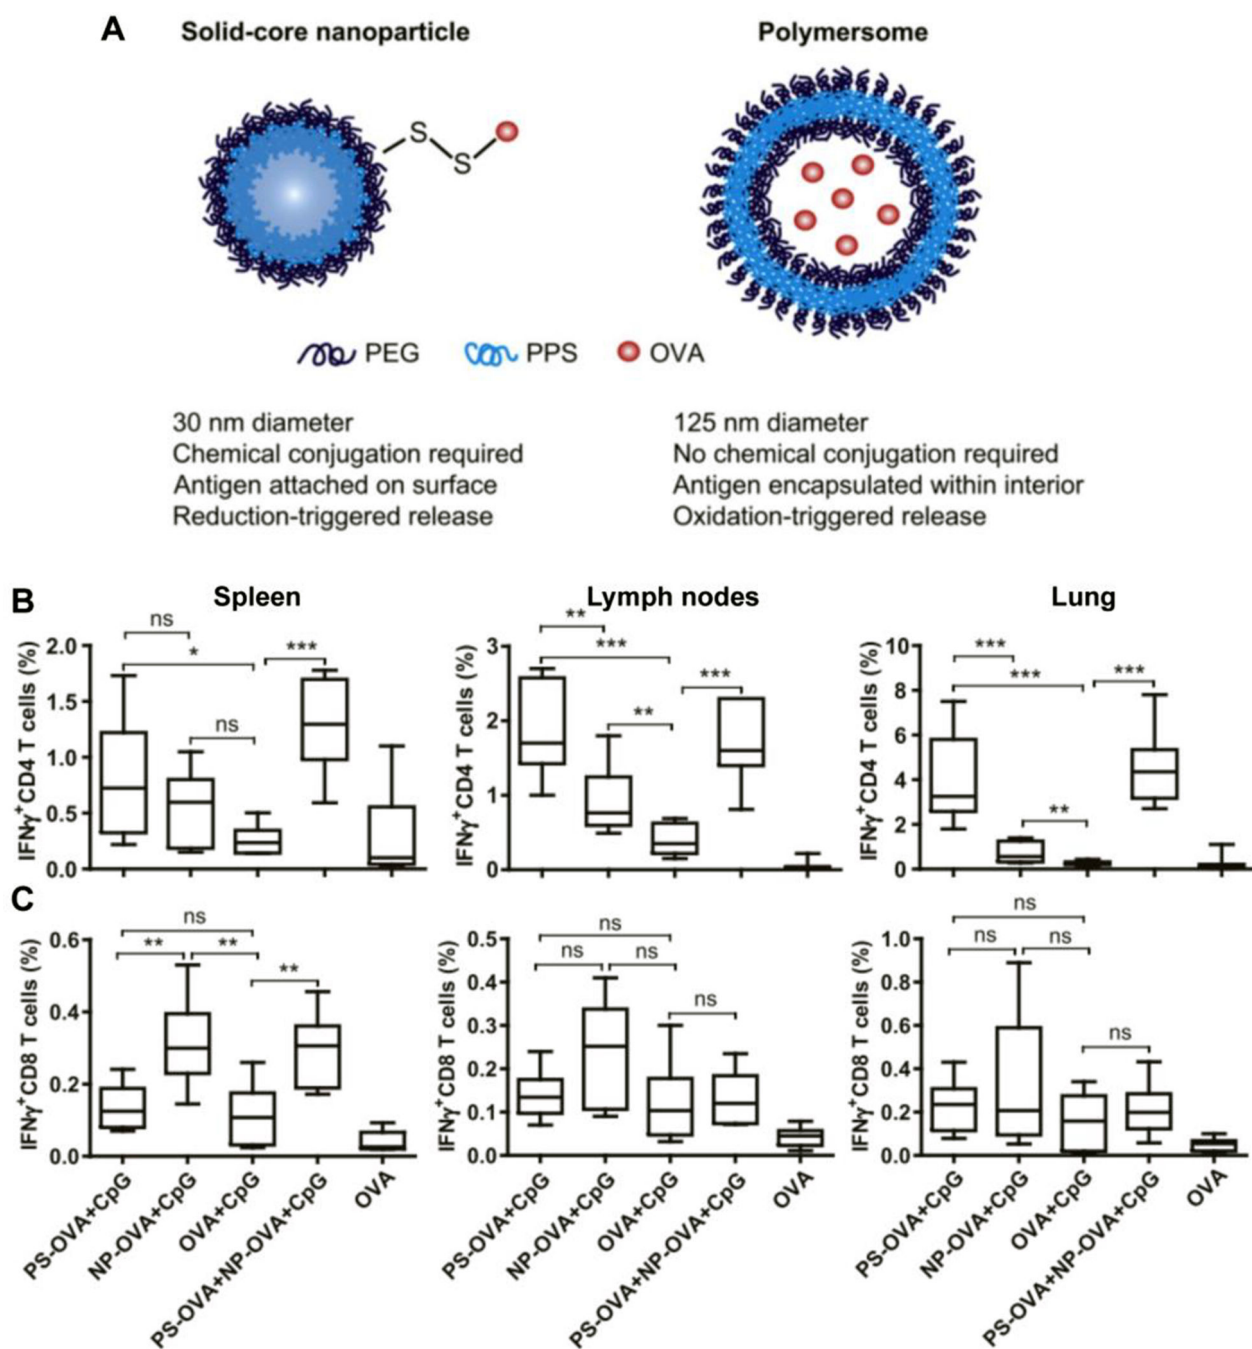 A
Solid-core nanoparticle
Polymersome
S
S
PEG
PPS
OVA
30 nm diameter
Chemical conjugation required
Antigen attached on surface
Reduction-triggered release
125 nm diameter
No chemical conjugation required
Antigen encapsulated within interior
Oxidation-triggered release
B
Spleen
Lymph nodes
Lung
IFNγ⁺CD4 T cells (%)
2.0
1.5
1.0
0.5
0.0
ns
*
***
ns
IFNγ⁺CD4 T cells (%)
3
2
1
0
**
***
***
**
IFNγ⁺CD4 T cells (%)
10
8
6
4
2
0
***
***
***
**
C
IFNγ⁺CD8 T cells (%)
0.6
0.4
0.2
0.0
ns
**
**
**
PS-OVA+CpG
NP-OVA+CpG
OVA+CpG
PS-OVA+NP-OVA+CpG
OVA
IFNγ⁺CD8 T cells (%)
0.5
0.4
0.3
0.2
0.1
0.0
ns
ns
ns
ns
PS-OVA+CpG
NP-OVA+CpG
OVA+CpG
PS-OVA+NP-OVA+CpG
OVA
IFNγ⁺CD8 T cells (%)
1.0
0.8
0.6
0.4
0.2
0.0
ns
ns
ns
ns
PS-OVA+CpG
NP-OVA+CpG
OVA+CpG
PS-OVA+NP-OVA+CpG
OVA